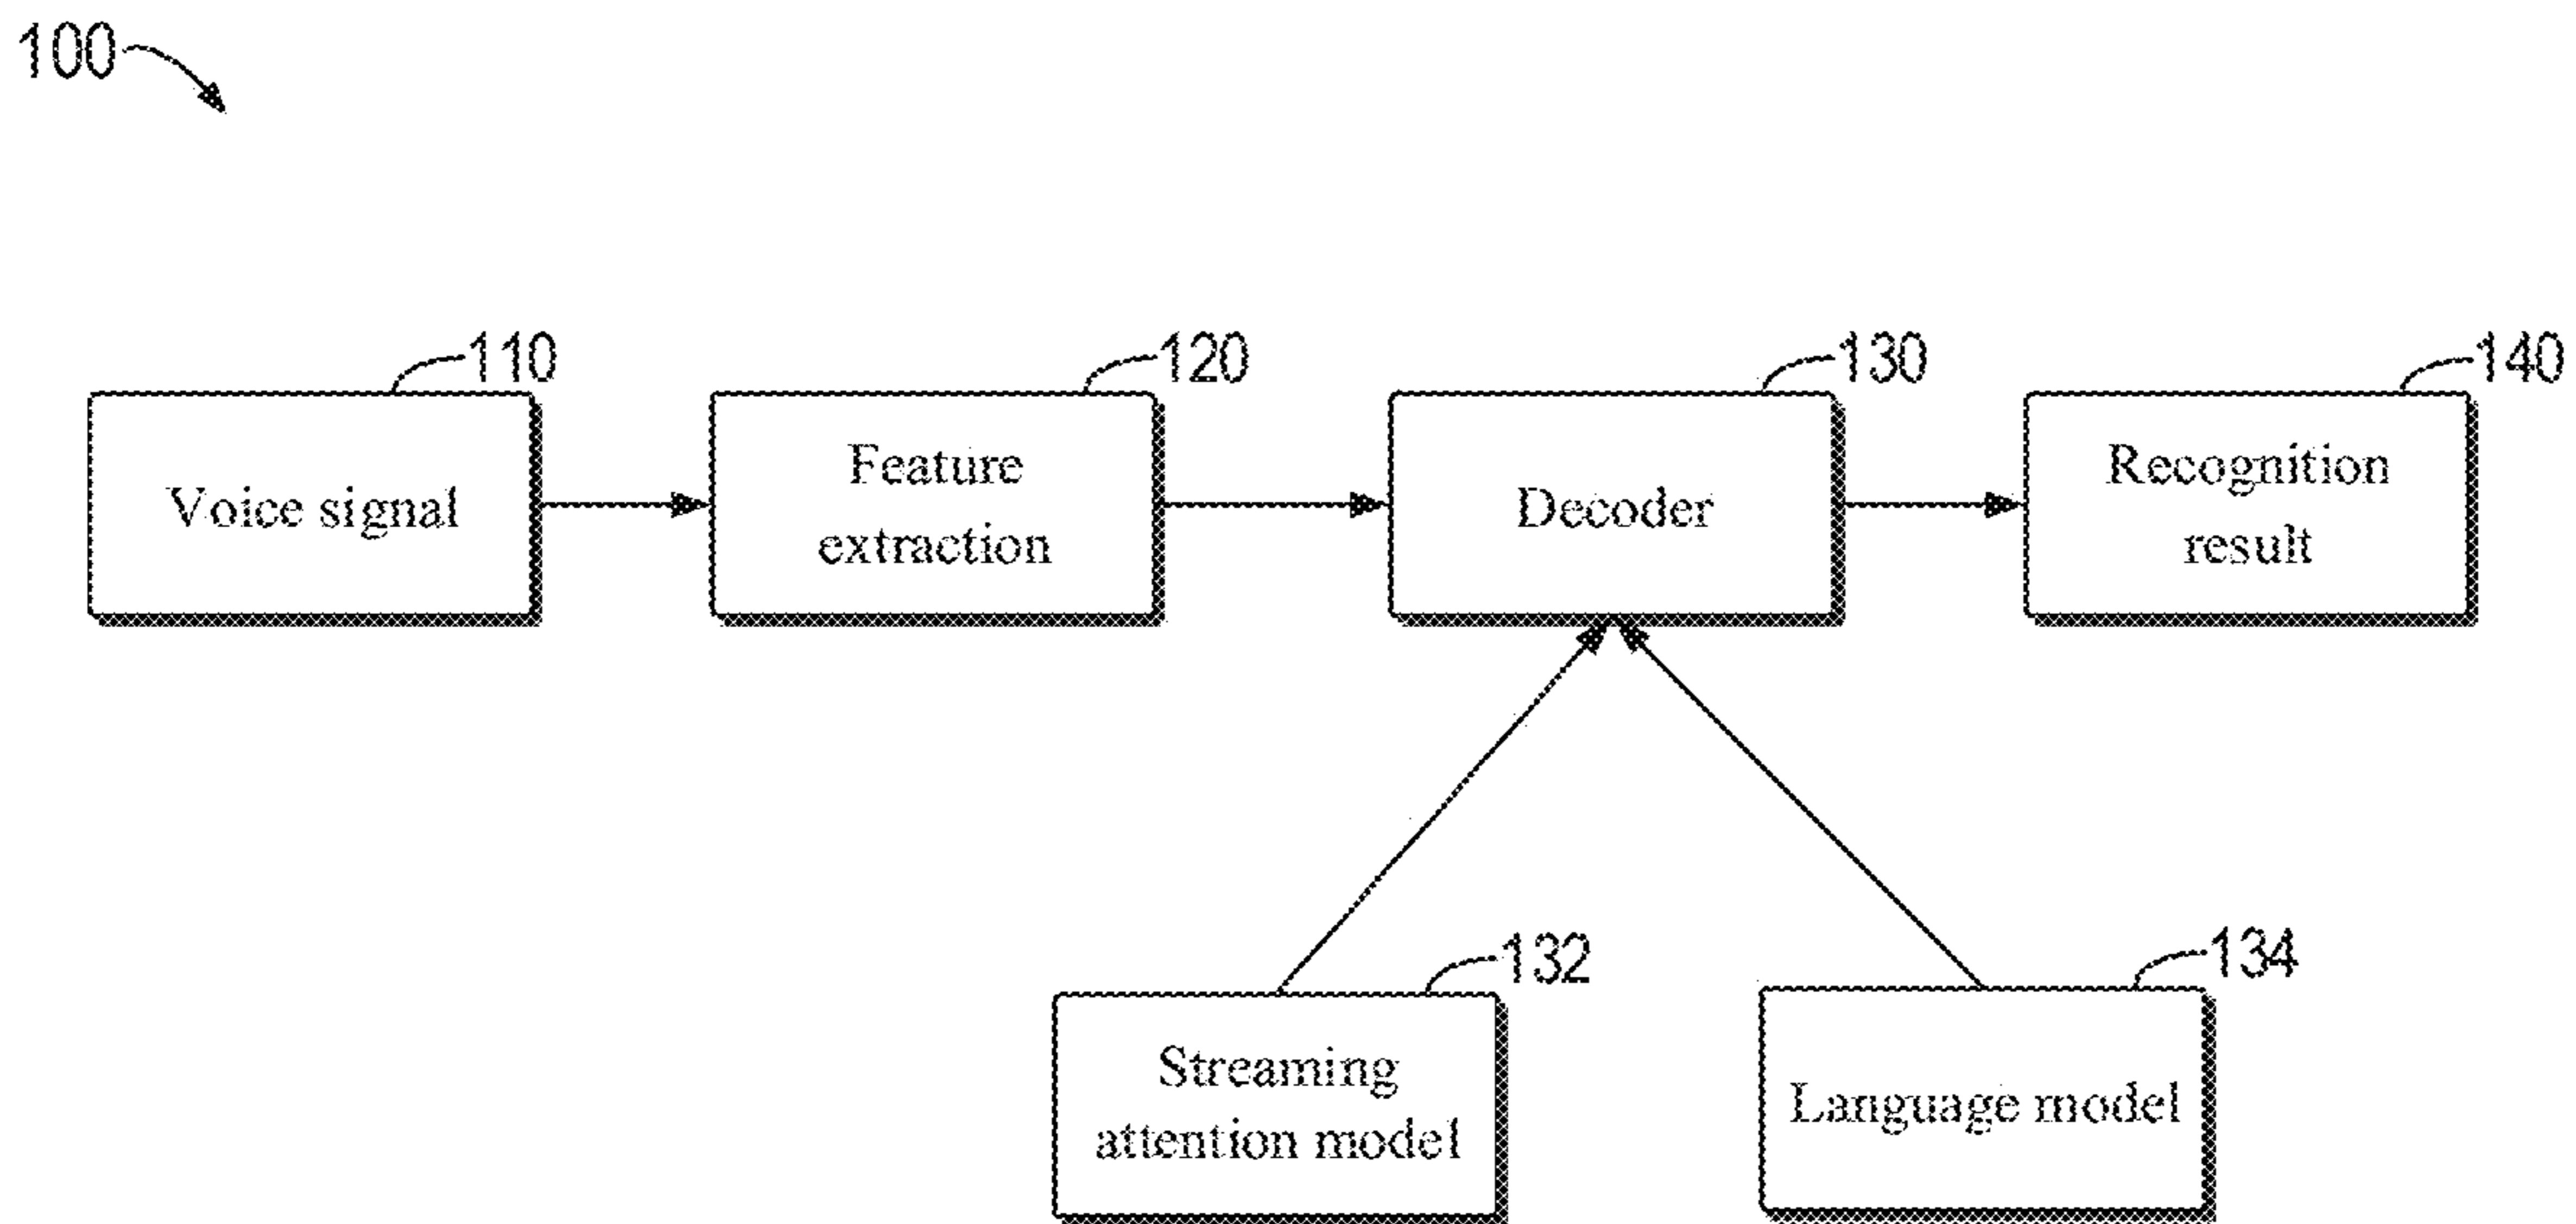 100
110
120
130
140
Voice signal
Feature
extraction
Decoder
Recognition
result
132
134
Streaming
attention model
Language model